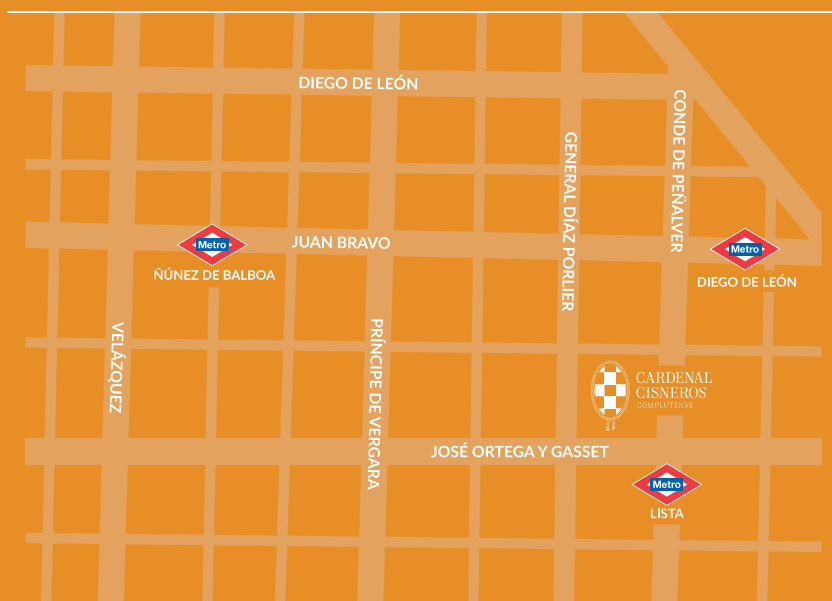 DIEGO DE LEÓN
CONDE DE PEÑALVER
GENERAL DÍAZ PORLIER
JUAN BRAVO
Metro
ÑÚNEZ DE BALBOA
Metro
DIEGO DE LEÓN
VELÁZQUEZ
PRÍNCIPE DE VERGARA
CARDENAL
CISNEROS
COMPLUTENSE
JOSÉ ORTEGA Y GASSET
Metro
LISTA